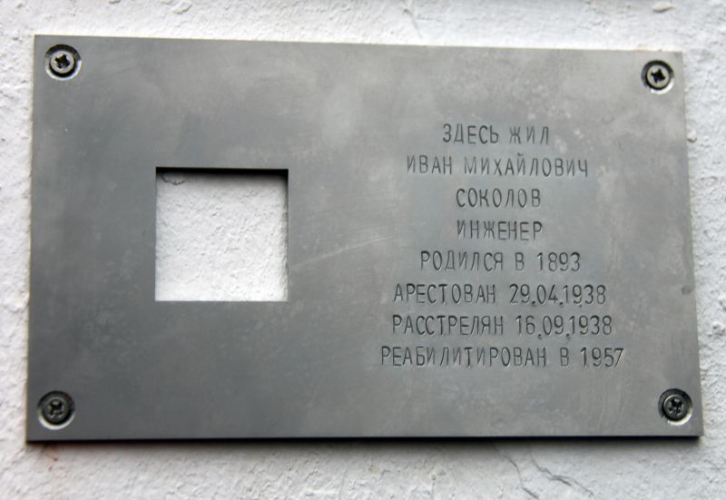 ЗДЕСЬ ЖИЛ
ИВАН МИХАЙЛОВИЧ
СОКОЛОВ
ИНЖЕНЕР
РОДИЛСЯ В 1893
АРЕСТОВАН 29.04.1938
РАССТРЕЛЯН 16.09.1938
РЕАБИЛИТИРОВАН В 1957